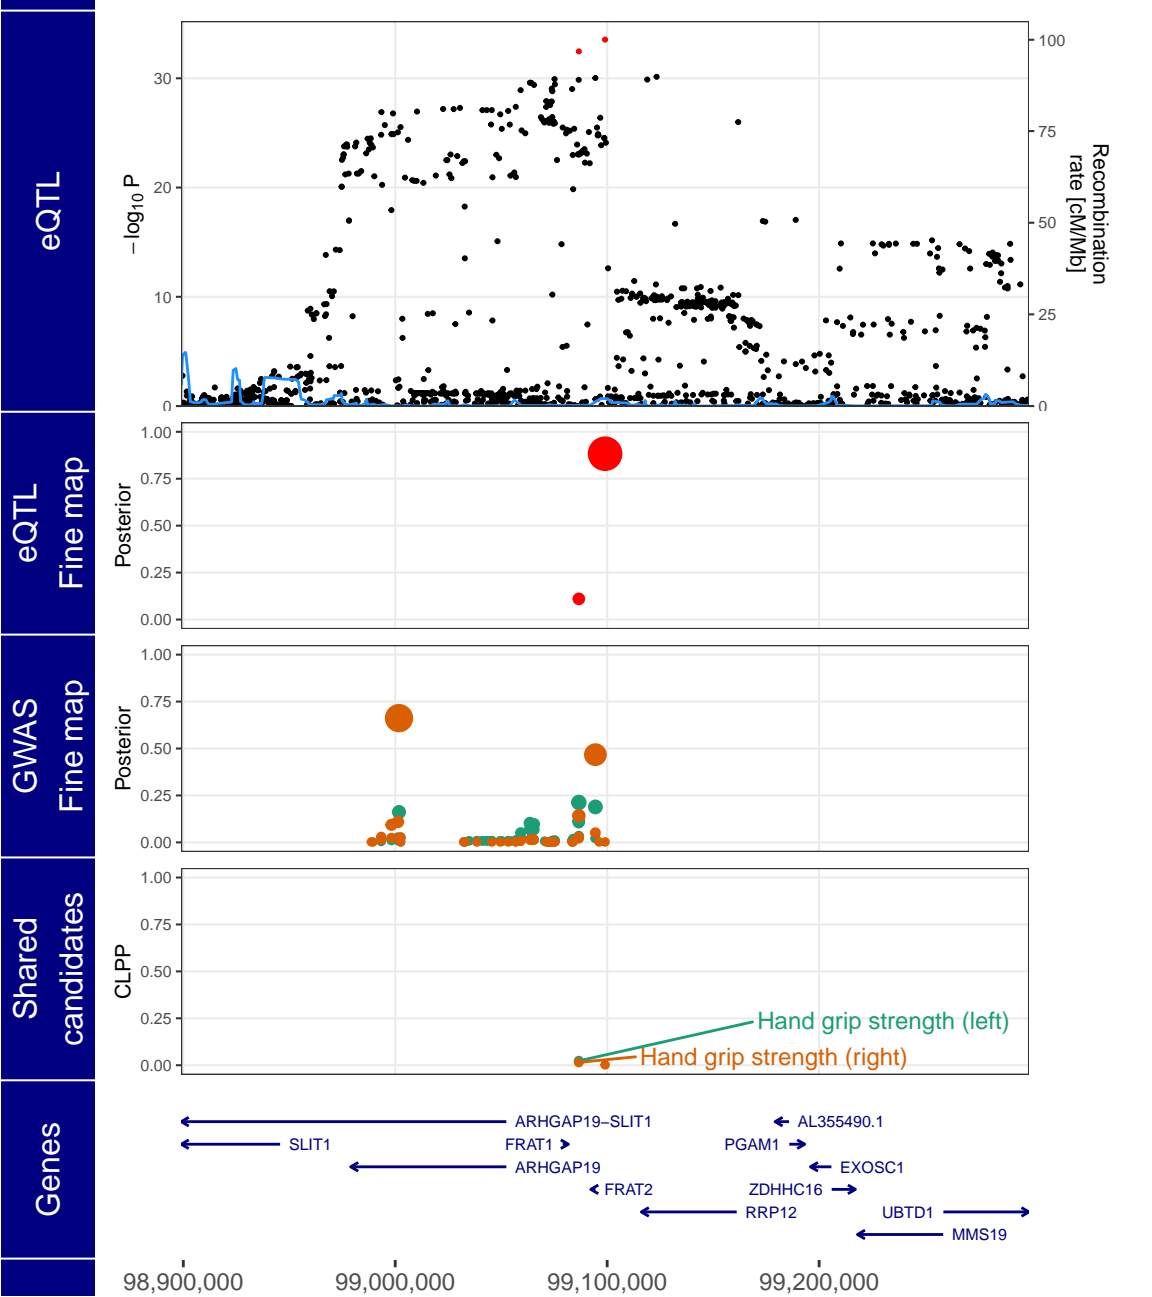 eQTL
−log10 P
30
20
10
0
100
75
50
25
0
Recombination
rate [cM/Mb]
eQTL
Fine map
Posterior
1.00
0.75
0.50
0.25
0.00
GWAS
Fine map
Posterior
1.00
0.75
0.50
0.25
0.00
Shared
candidates
CLPP
1.00
0.75
0.50
0.25
0.00
Hand grip strength (left)
Hand grip strength (right)
Genes
ARHGAP19−SLIT1
AL355490.1
SLIT1
FRAT1
PGAM1
ARHGAP19
EXOSC1
FRAT2
ZDHHC16
RRP12
UBTD1
MMS19
98,900,000
99,000,000
99,100,000
99,200,000